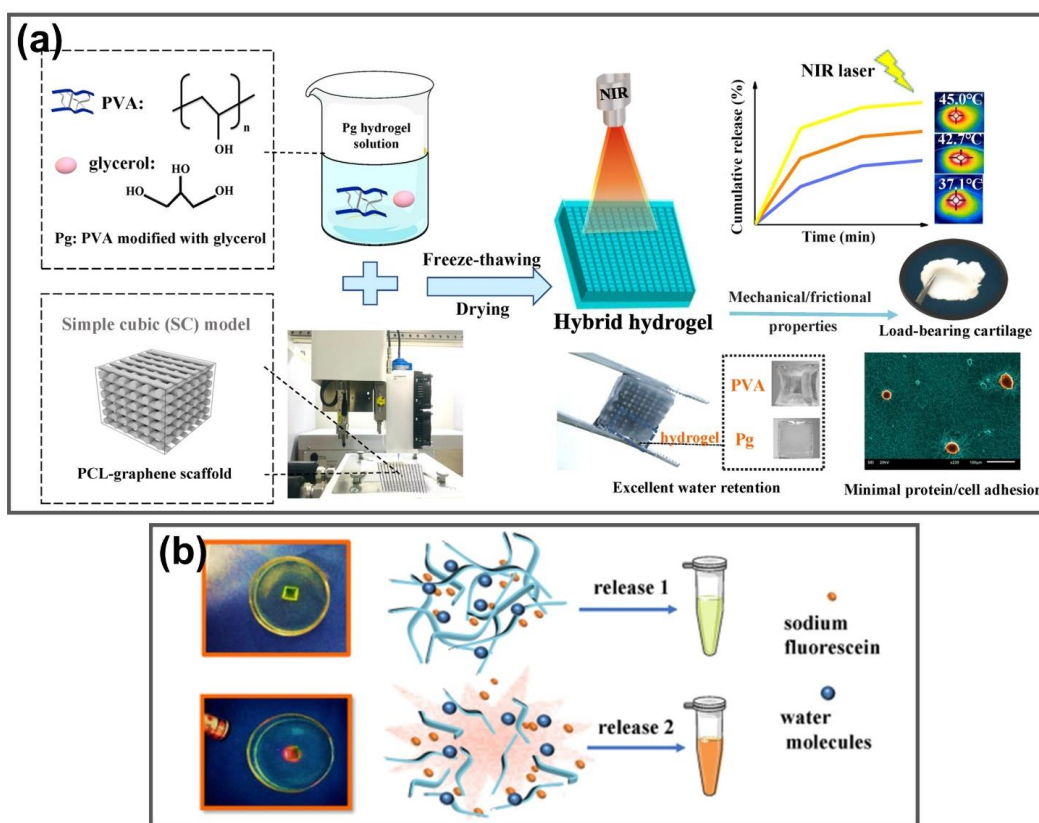 (a)
PVA:
n
OH
glycerol:
HO
HO
OH
Pg: PVA modified with glycerol
Simple cubic (SC) model
PCL-graphene scaffold
Pg hydrogel
solution
Freeze-thawing
Drying
NIR
Hybrid hydrogel
NIR laser
Cumulative release (%)
Time (min)
45.0°C
42.7°C
37.1°C
Mechanical/frictional
properties
Load-bearing cartilage
hydrogel
PVA
Pg
Excellent water retention
Minimal protein/cell adhesion
(b)
release 1
release 2
sodium
fluorescein
water
molecules